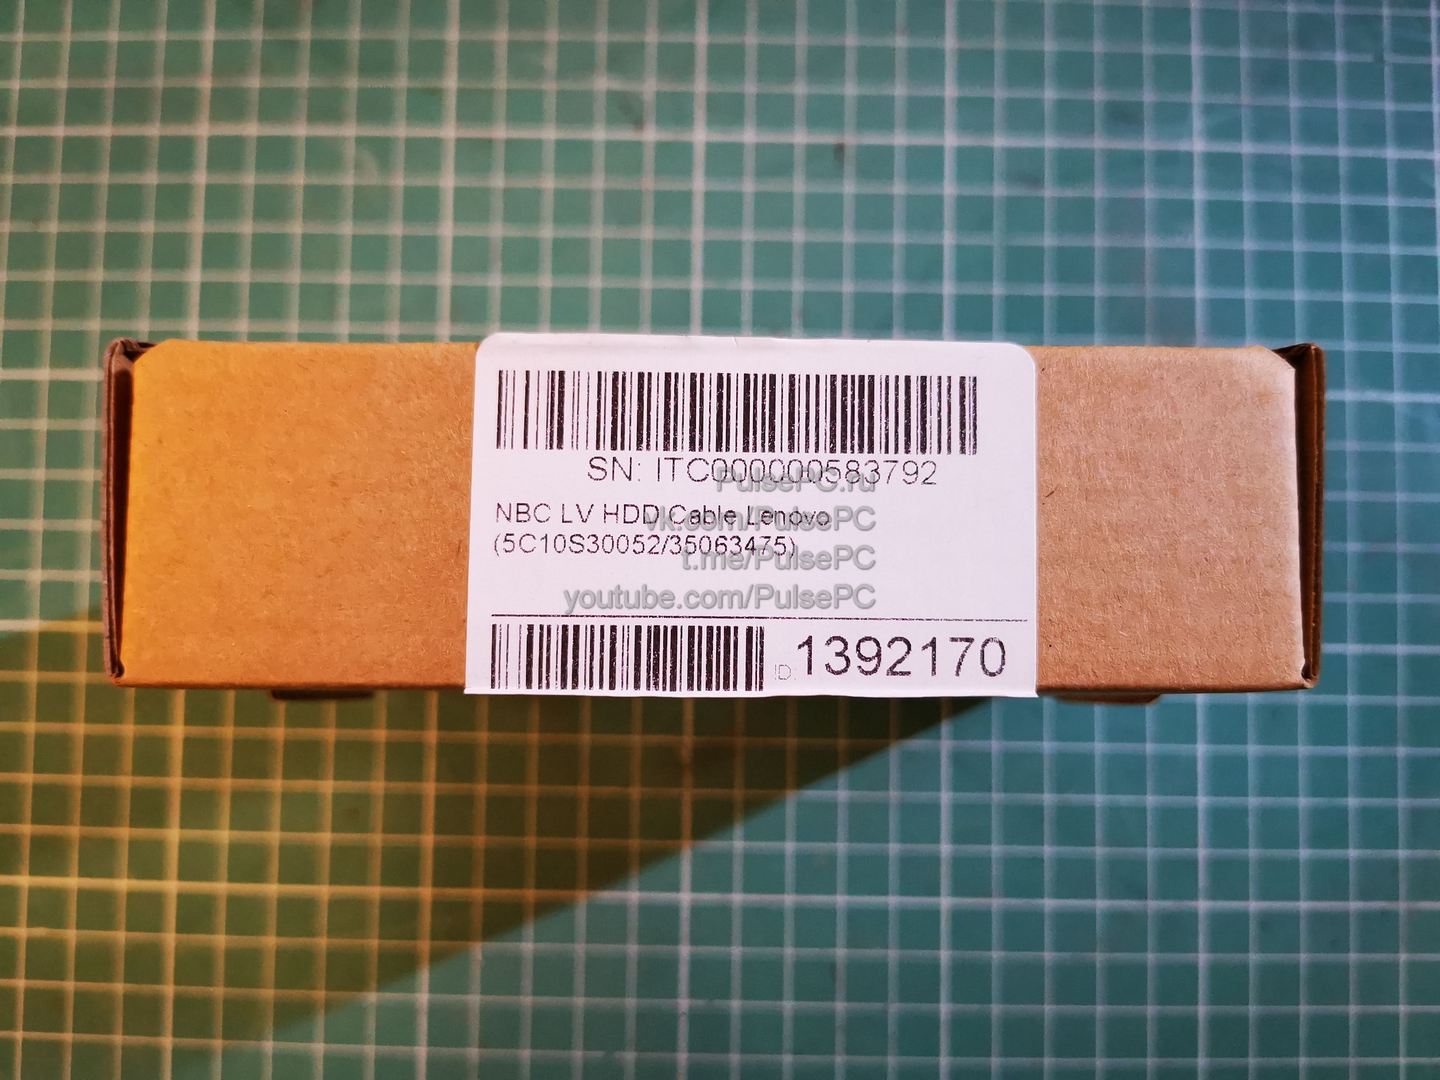 SN: ITC000000583792
PulsePC.ru
NBC LV HDD Cable Lenovo
vk.com/PulsePC
(5C10S30052/35063475)
t.me/PulsePC
youtube.com/PulsePC
ID: 1392170